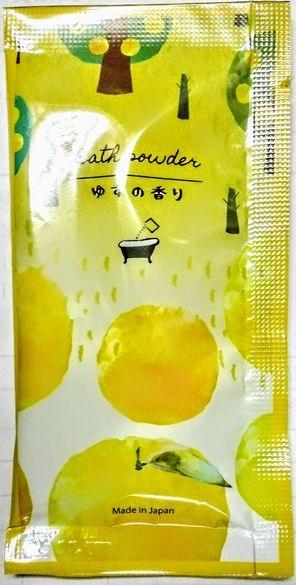 bath powder
ゆずの香り
Made in Japan